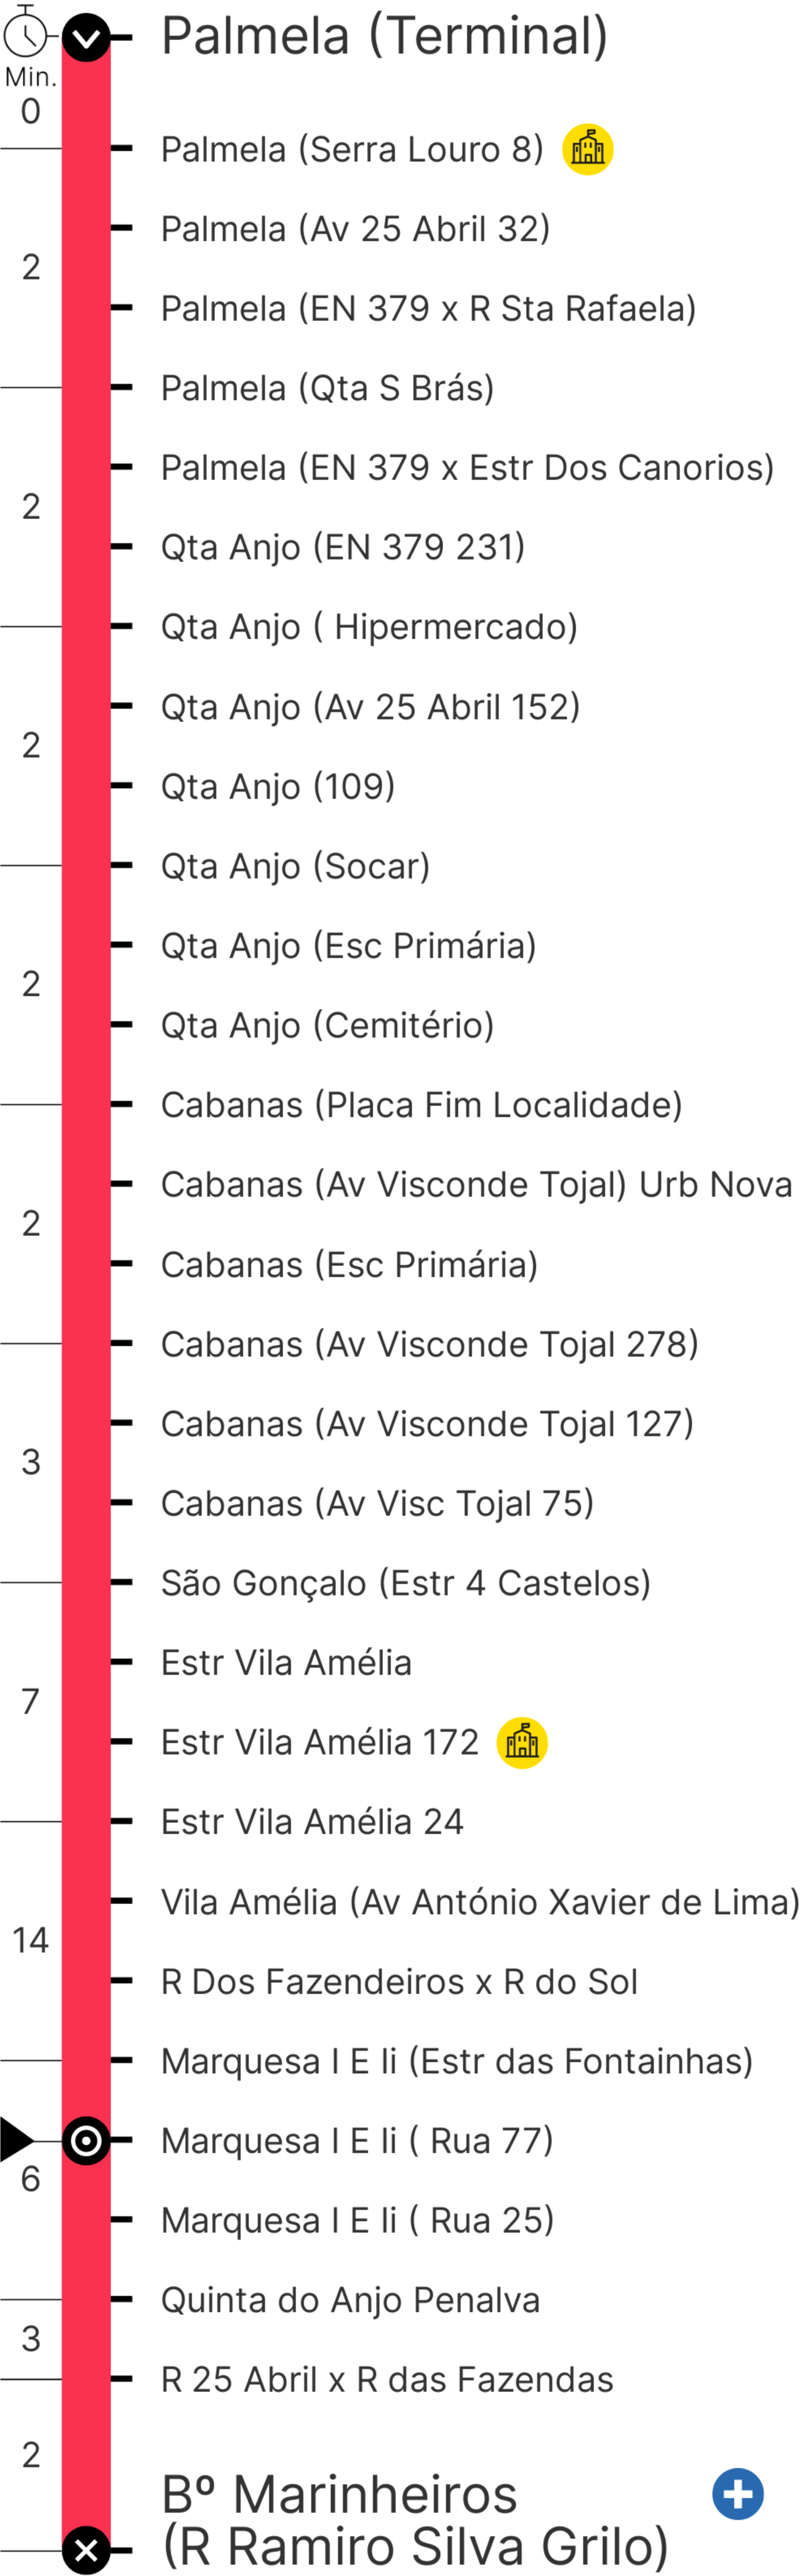 Palmela (Terminal)
Min.
0
Palmela (Serra Louro 8)
Palmela (Av 25 Abril 32)
2
Palmela (EN 379 x R Sta Rafaela)
Palmela (Qta S Brás)
Palmela (EN 379 x Estr Dos Canorios)
2
Qta Anjo (EN 379 231)
Qta Anjo ( Hipermercado)
Qta Anjo (Av 25 Abril 152)
2
Qta Anjo (109)
Qta Anjo (Socar)
Qta Anjo (Esc Primária)
2
Qta Anjo (Cemitério)
Cabanas (Placa Fim Localidade)
Cabanas (Av Visconde Tojal) Urb Nova
2
Cabanas (Esc Primária)
Cabanas (Av Visconde Tojal 278)
Cabanas (Av Visconde Tojal 127)
3
Cabanas (Av Visc Tojal 75)
São Gonçalo (Estr 4 Castelos)
Estr Vila Amélia
7
Estr Vila Amélia 172
Estr Vila Amélia 24
Vila Amélia (Av António Xavier de Lima)
14
R Dos Fazendeiros x R do Sol
Marquesa I E Ii (Estr das Fontainhas)
Marquesa I E Ii ( Rua 77)
6
Marquesa I E Ii ( Rua 25)
Quinta do Anjo Penalva
3
R 25 Abril x R das Fazendas
2
Bº Marinheiros
(R Ramiro Silva Grilo)